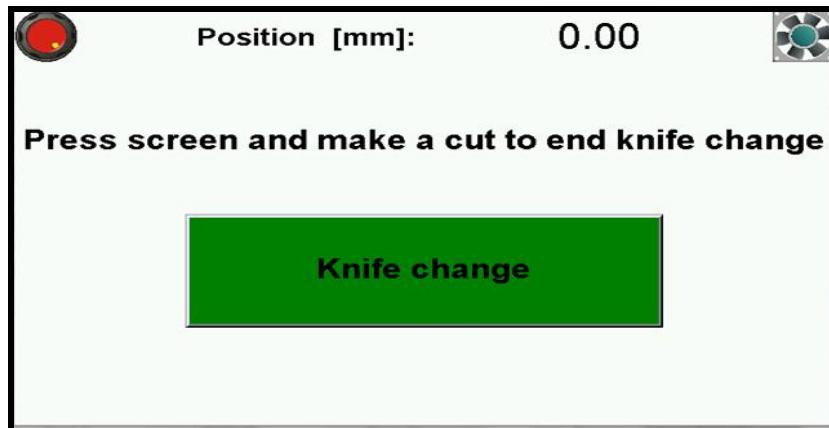 Position [mm]: 0.00
Press screen and make a cut to end knife change
Knife change